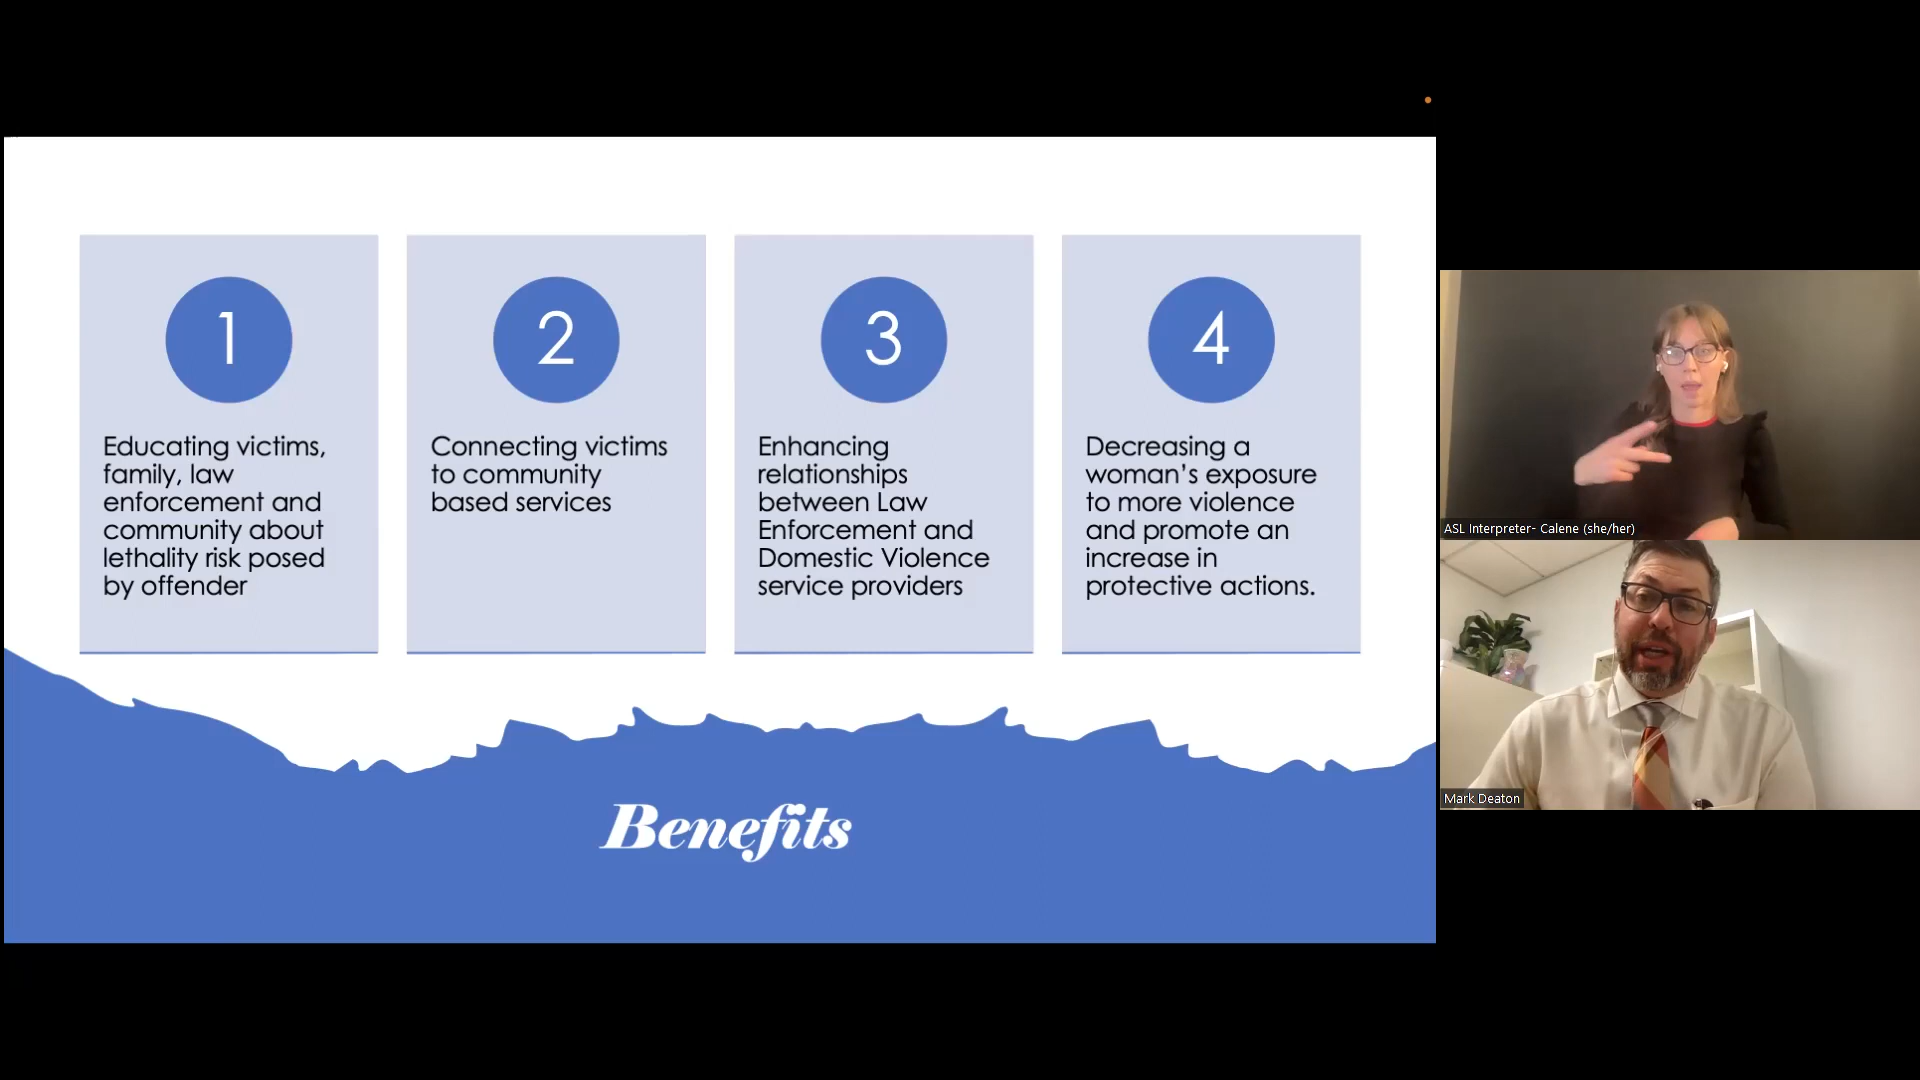 1
Educating victims,
family, law
enforcement and
community about
lethality risk posed
by offender
2
Connecting victims
to community
based services
3
Enhancing
relationships
between Law
Enforcement and
Domestic Violence
service providers
4
Decreasing a
woman’s exposure
to more violence
and promote an
increase in
protective actions.
Benefits
ASL Interpreter- Calene (she/her)
Mark Deaton